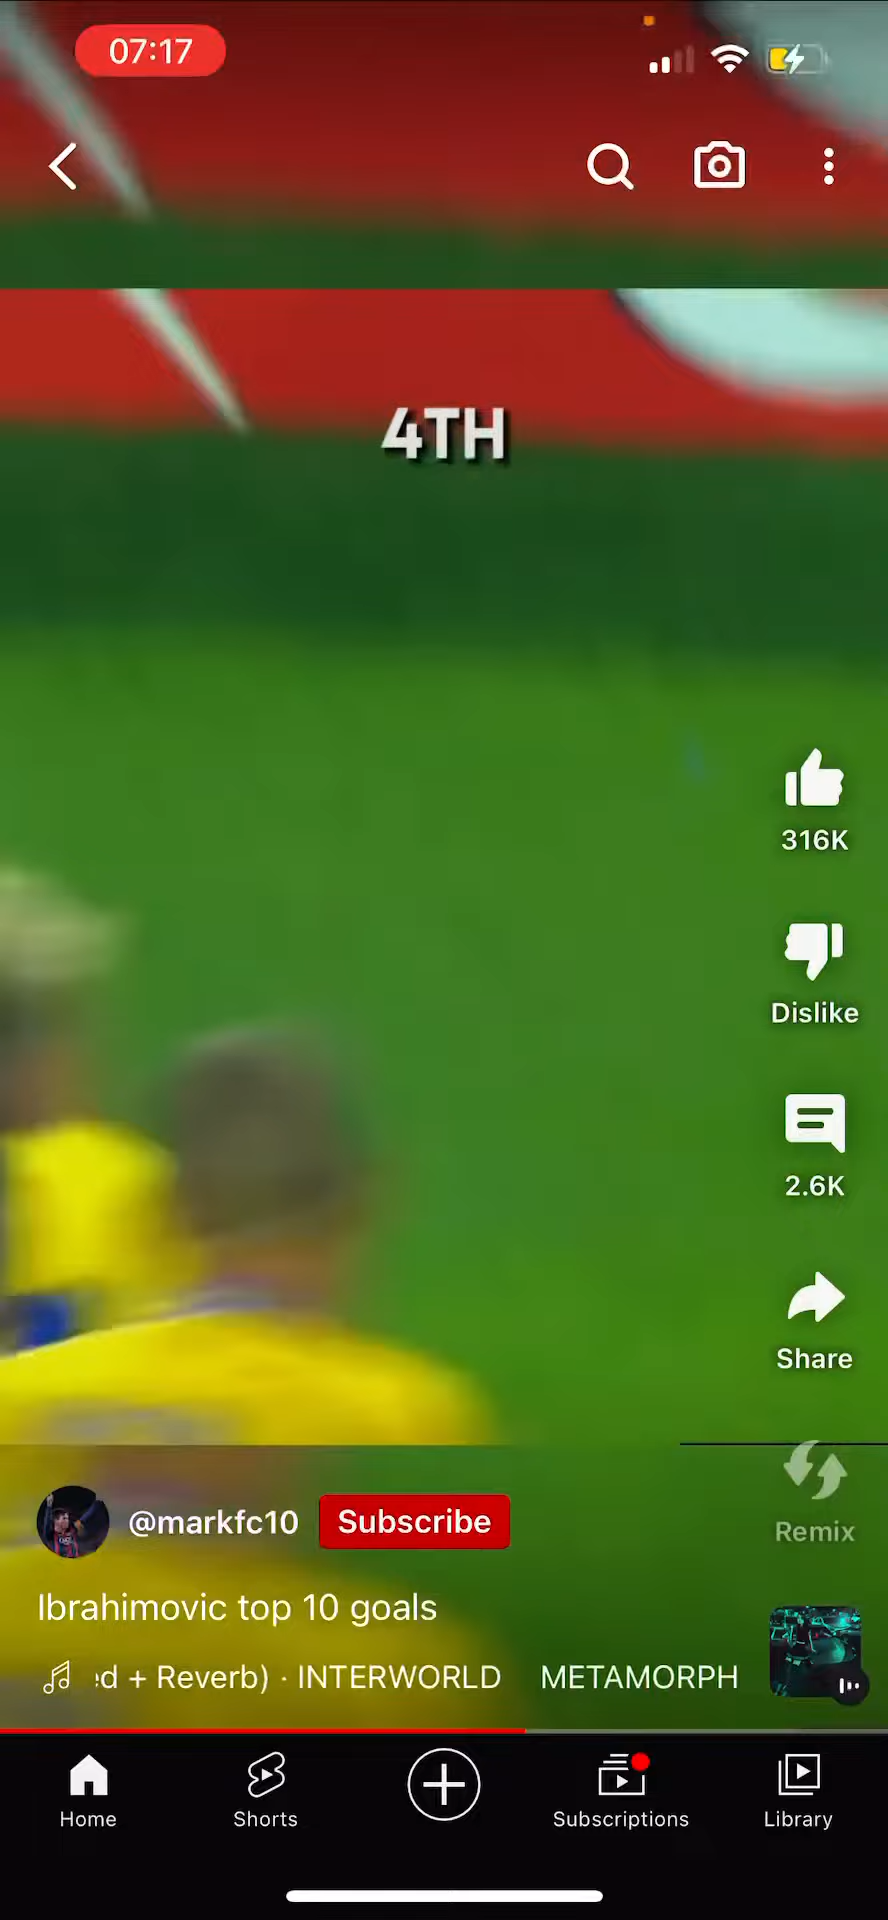 07:17
4TH
316K
Dislike
2.6K
Share
Remix
@markfc10
Subscribe
Ibrahimovic top 10 goals
ed + Reverb) · INTERWORLD METAMORPH
Home
Shorts
Subscriptions
Library